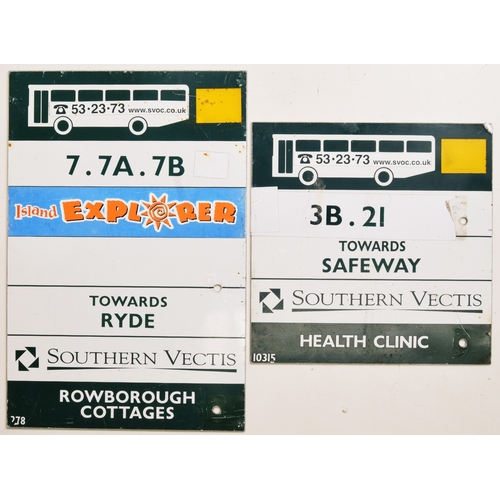 ☎ 53·23·73 www.svoc.co.uk
7.7A.7B
Island EXPLORER
TOWARDS
RYDE
SOUTHERN VECTIS
ROWBOROUGH
COTTAGES
278
☎ 53·23·73 www.svoc.co.uk
3B.21
TOWARDS
SAFEWAY
SOUTHERN VECTIS
HEALTH CLINIC
10315